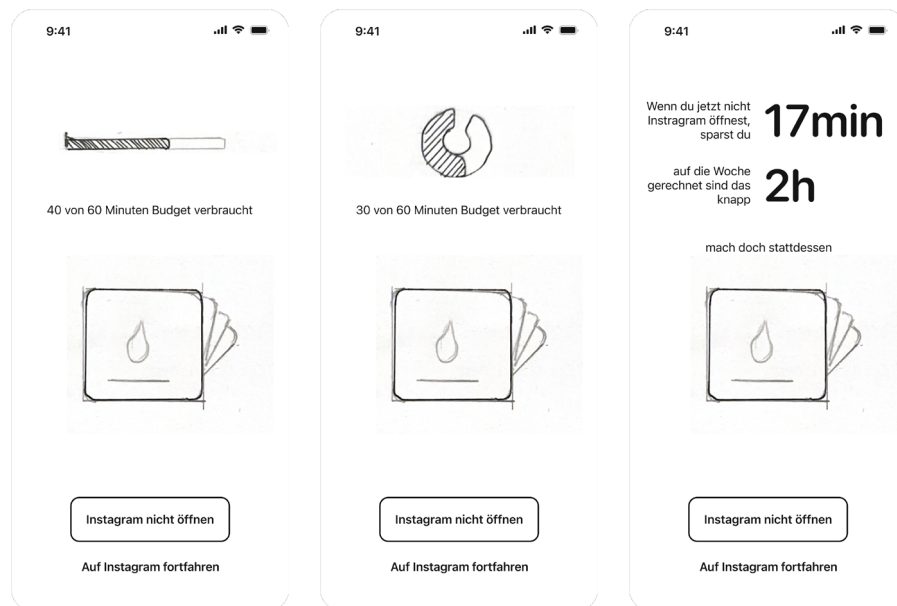 9:41
40 von 60 Minuten Budget verbraucht
Instagram nicht öffnen
Auf Instagram fortfahren
9:41
30 von 60 Minuten Budget verbraucht
Instagram nicht öffnen
Auf Instagram fortfahren
9:41
Wenn du jetzt nicht
Instragram öffnest,
sparst du
17min
auf die Woche
gerechnet sind das
knapp
2h
mach doch stattdessen
Instagram nicht öffnen
Auf Instagram fortfahren